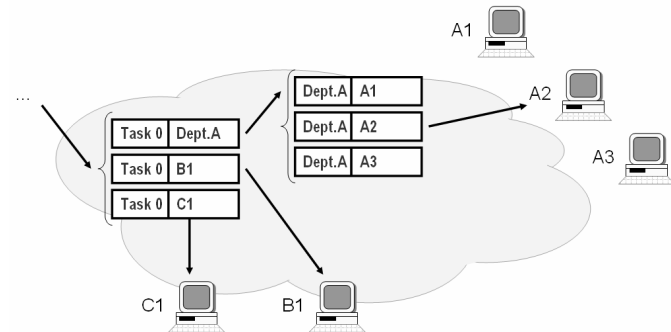 A1
...
Dept.A A1
A2
Dept.A A2
Task 0 Dept.A
A3
Dept.A A3
Task 0 B1
Task 0 C1
C1
B1